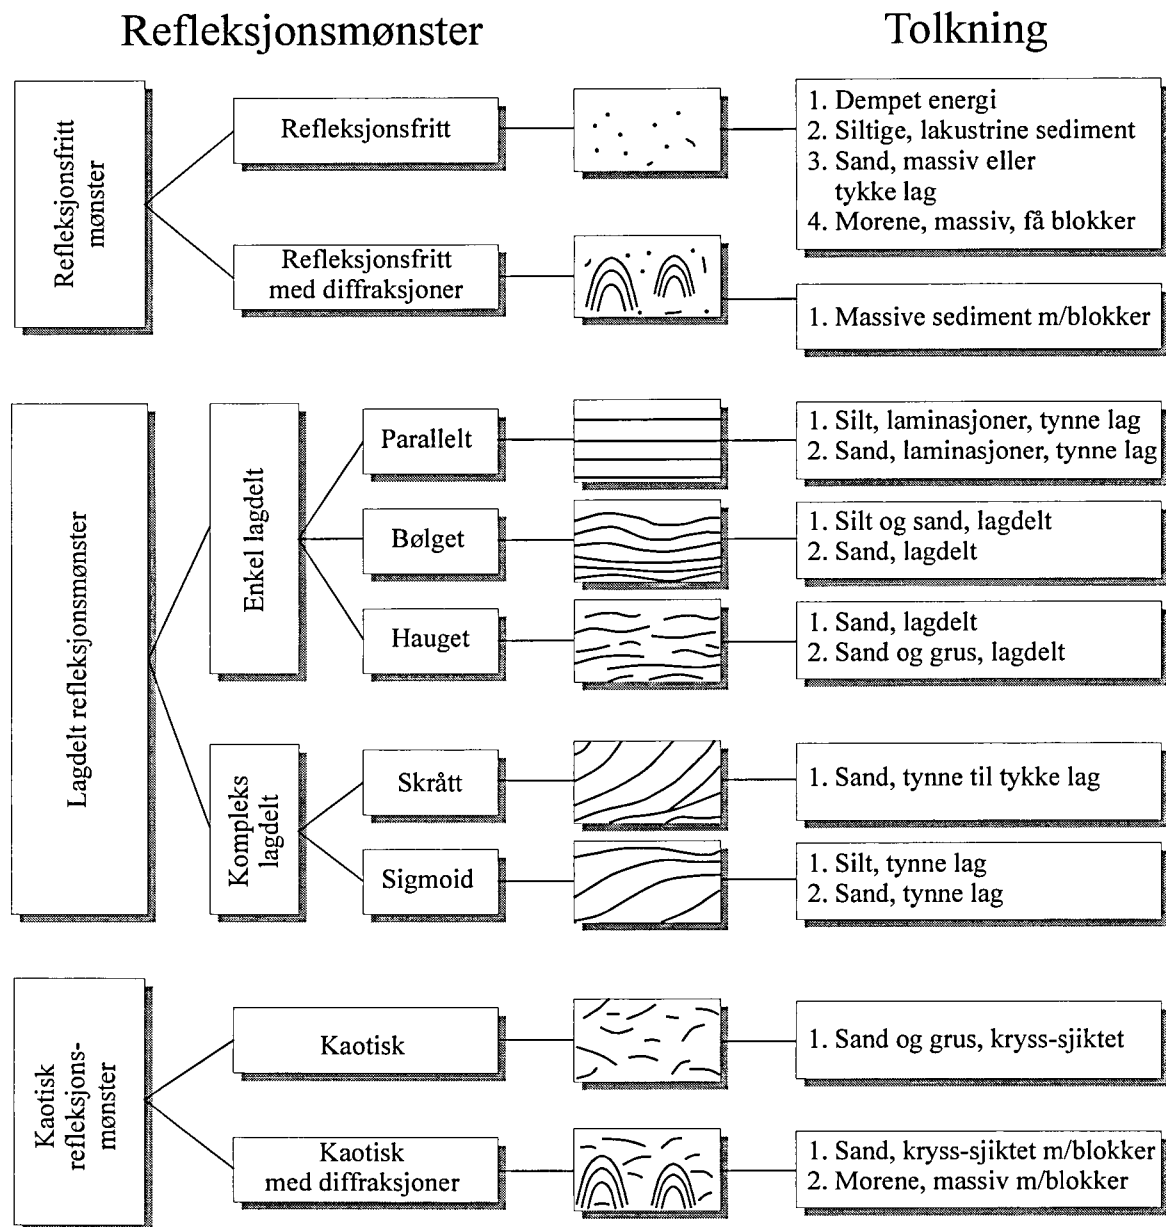 Refleksjonsmønster
Tolkning
Refleksjonsfritt
mønster
Refleksjonsfritt
1. Dempet energi
2. Siltige, lakustrine sediment
3. Sand, massiv eller
tykke lag
4. Morene, massiv, få blokker
Refleksjonsfritt
med diffraksjoner
1. Massive sediment m/blokker
Lagdelt refleksjonsmønster
Enkel lagdelt
Parallelt
1. Silt, laminasjoner, tynne lag
2. Sand, laminasjoner, tynne lag
Bølget
1. Silt og sand, lagdelt
2. Sand, lagdelt
Hauget
1. Sand, lagdelt
2. Sand og grus, lagdelt
Kompleks
lagdelt
Skrått
1. Sand, tynne til tykke lag
Sigmoid
1. Silt, tynne lag
2. Sand, tynne lag
Kaotisk
refleksjons-
mønster
Kaotisk
1. Sand og grus, kryss-sjiktet
Kaotisk
med diffraksjoner
1. Sand, kryss-sjiktet m/blokker
2. Morene, massiv m/blokker